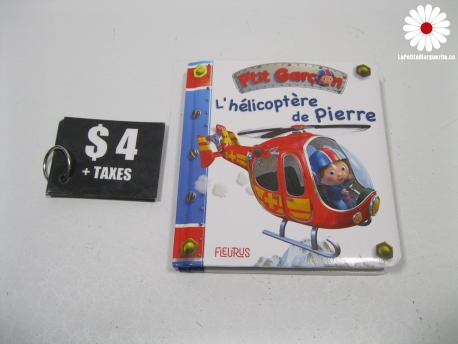 LaPetiteMarguerite.ca
P'tit Garçon
L'hélicoptère
de Pierre
$4
+ TAXES
FLEURUS